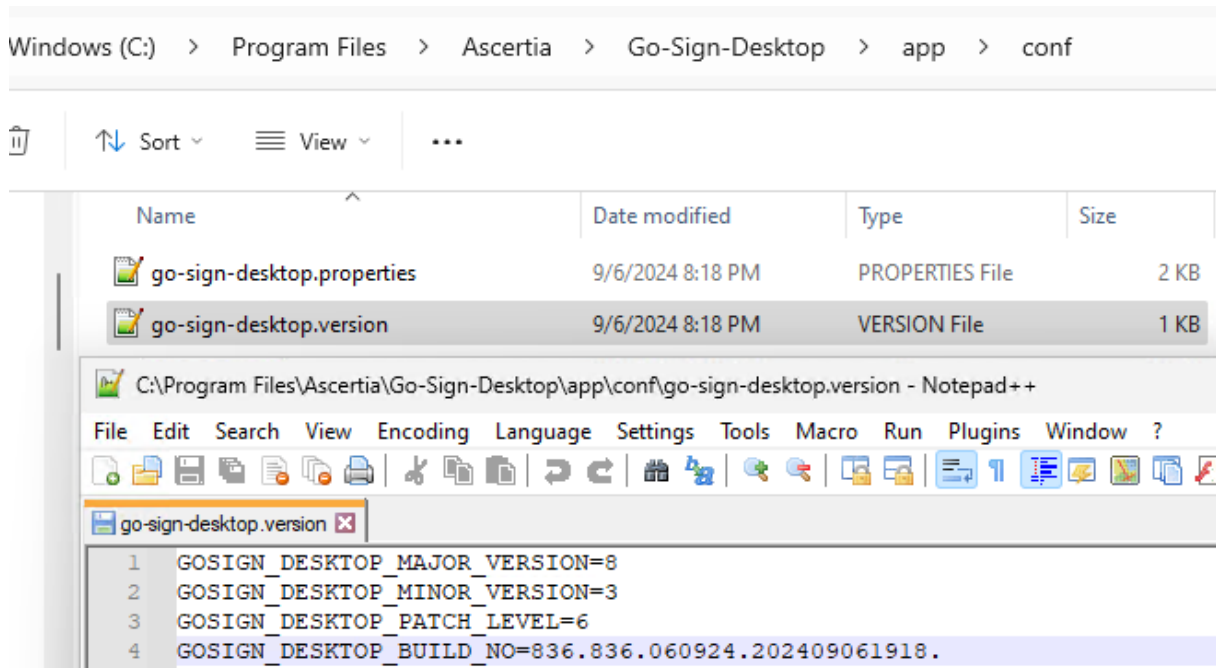 Windows (C:) > Program Files > Ascertia > Go-Sign-Desktop > app > conf
Sort View ...
Name Date modified Type Size
go-sign-desktop.properties 9/6/2024 8:18 PM PROPERTIES File 2 KB
go-sign-desktop.version 9/6/2024 8:18 PM VERSION File 1 KB
C:\Program Files\Ascertia\Go-Sign-Desktop\app\conf\go-sign-desktop.version - Notepad++
File Edit Search View Encoding Language Settings Tools Macro Run Plugins Window ?
go-sign-desktop.version
1 GOSIGN_DESKTOP_MAJOR_VERSION=8
2 GOSIGN_DESKTOP_MINOR_VERSION=3
3 GOSIGN_DESKTOP_PATCH_LEVEL=6
4 GOSIGN_DESKTOP_BUILD_NO=836.836.060924.202409061918.